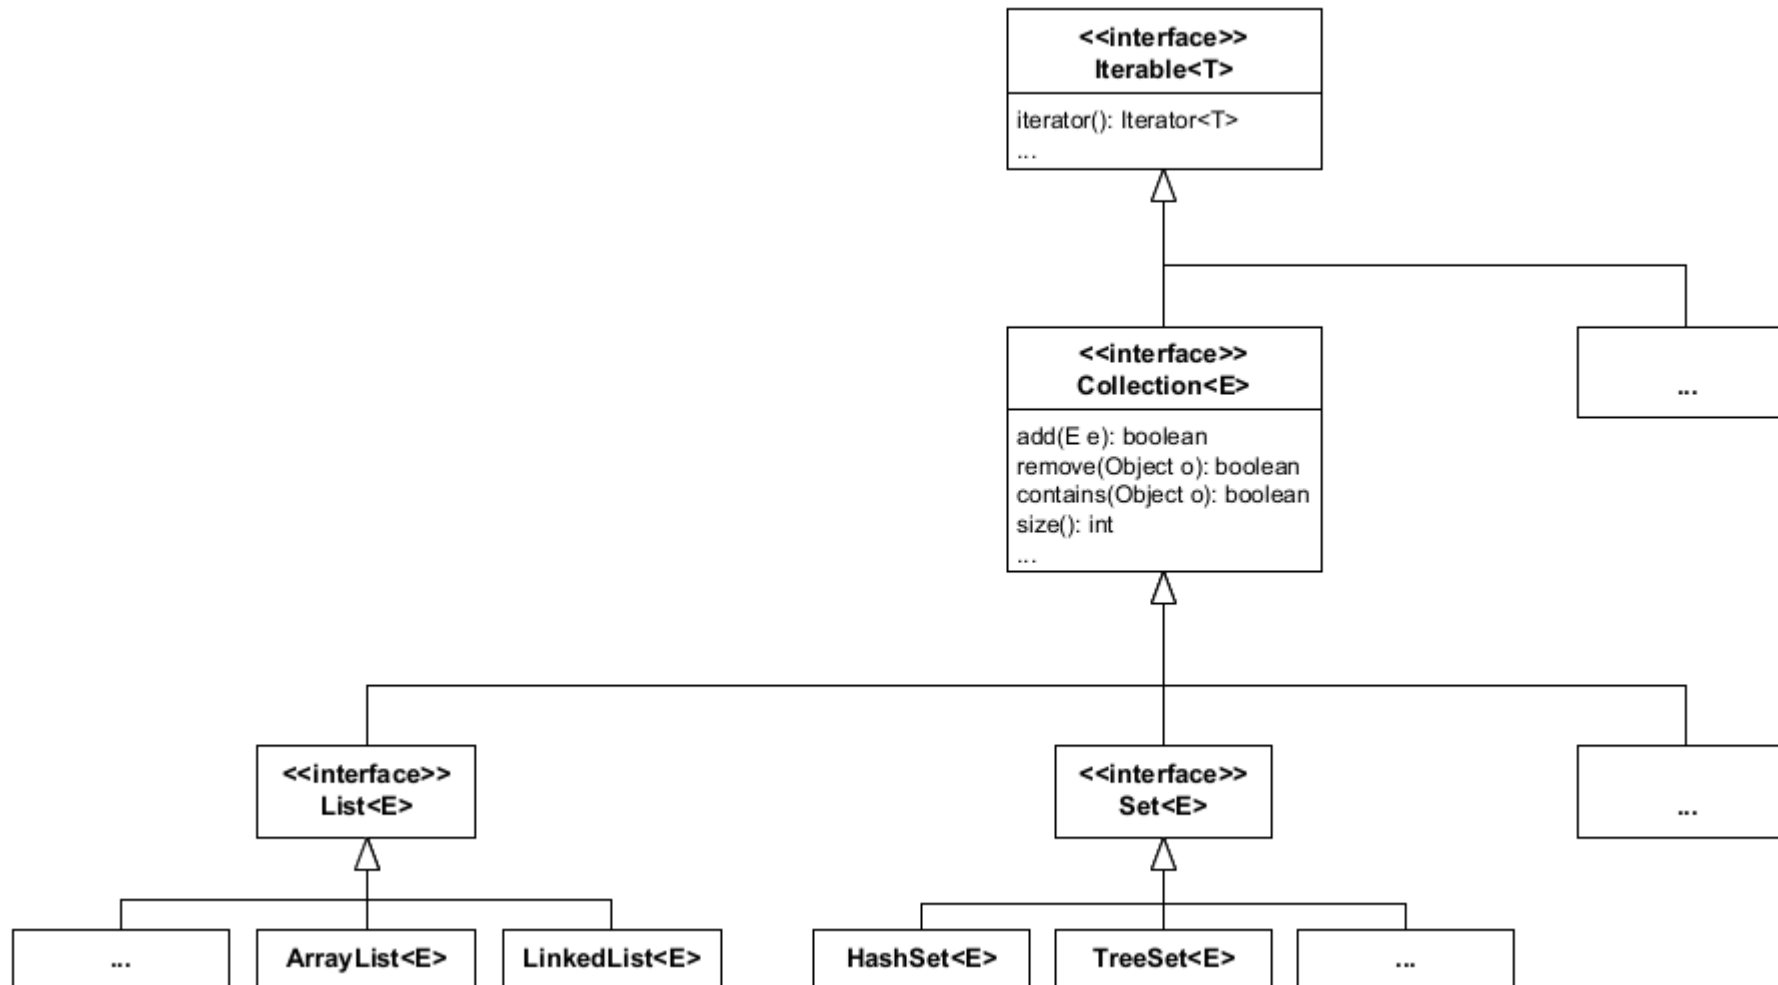 <<interface>>
Iterable<T>
iterator(): Iterator<T>
...
<<interface>>
Collection<E>
add(E e): boolean
remove(Object o): boolean
contains(Object o): boolean
size(): int
...
...
<<interface>>
List<E>
<<interface>>
Set<E>
...
...
ArrayList<E>
LinkedList<E>
HashSet<E>
TreeSet<E>
...